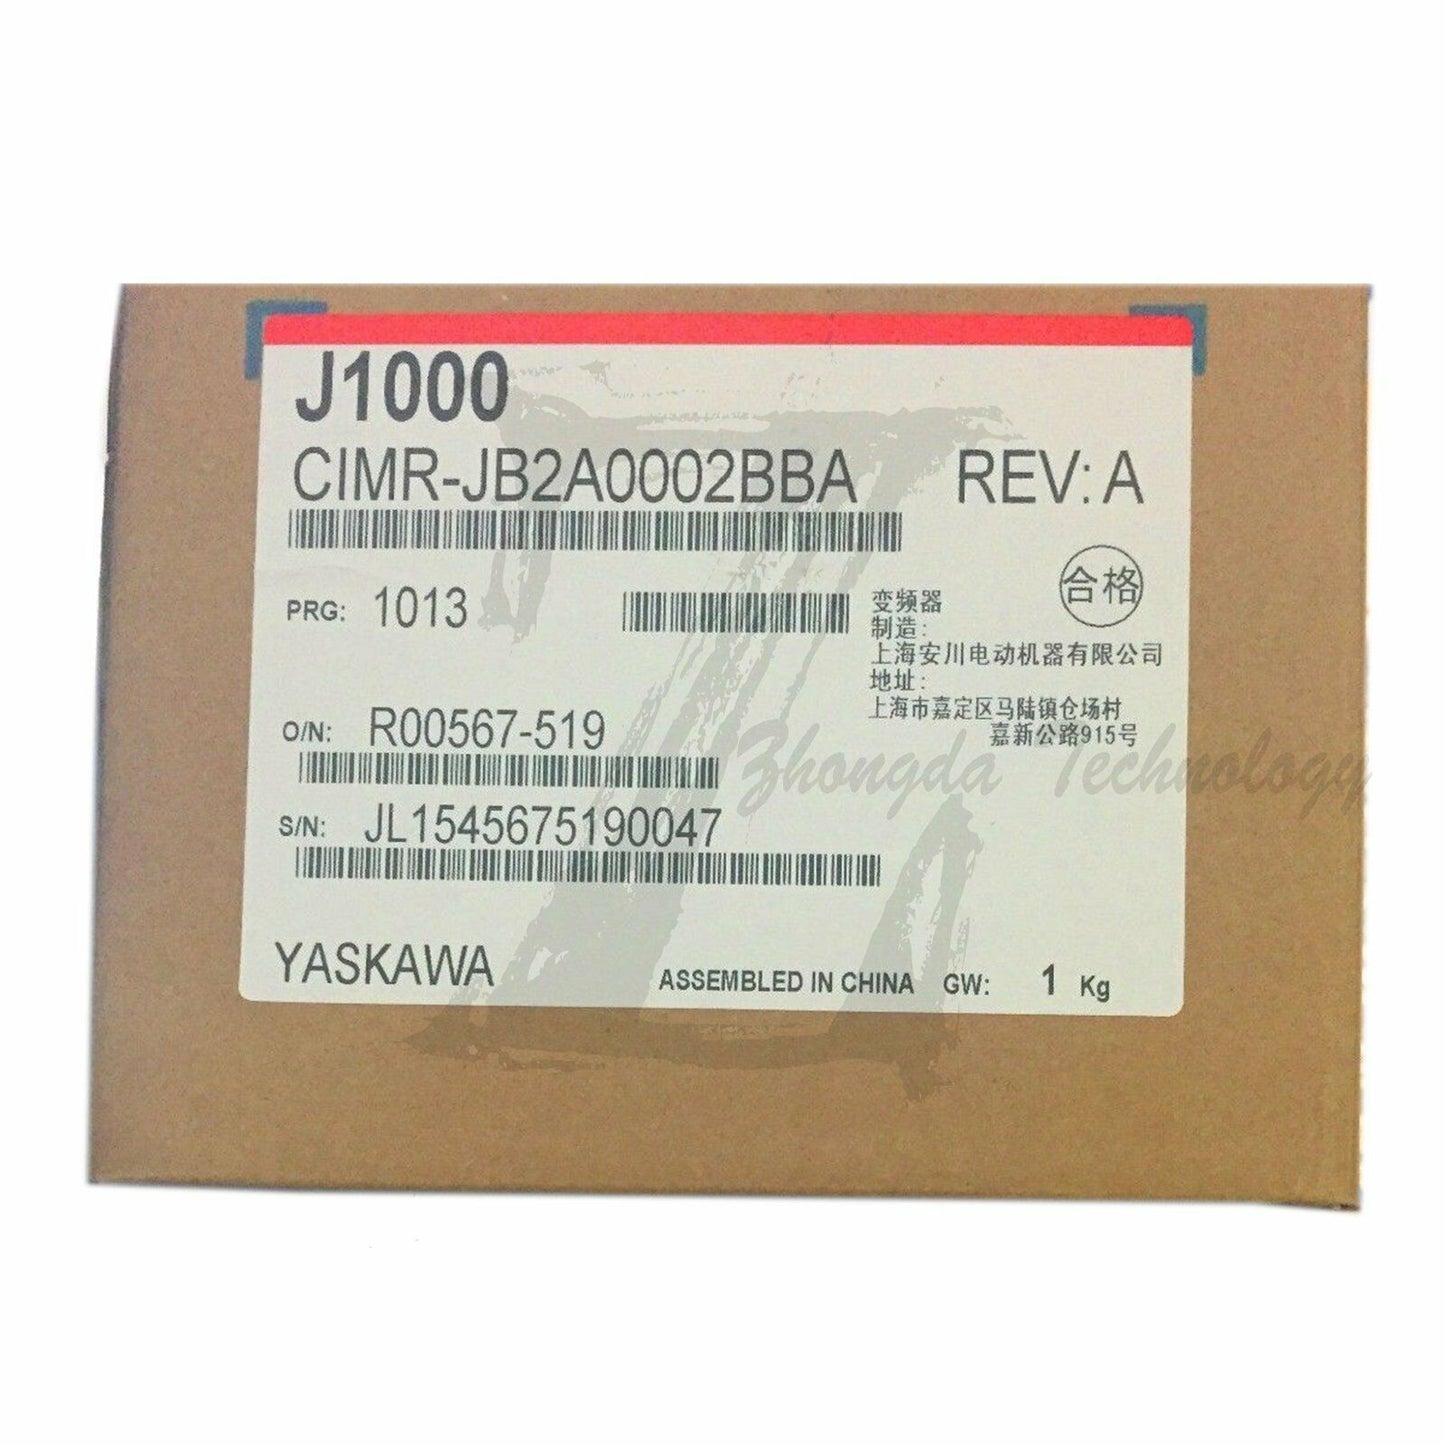 J1000
CIMR-JB2A0002BBA REV: A
PRG: 1013
合格
变频器
制造:
上海安川电动机器有限公司
地址:
上海市嘉定区马陆镇仓场村
嘉新公路915号
O/N: R00567-519
Zhongda Technology
S/N: JL1545675190047
YASKAWA
ASSEMBLED IN CHINA GW: 1 Kg